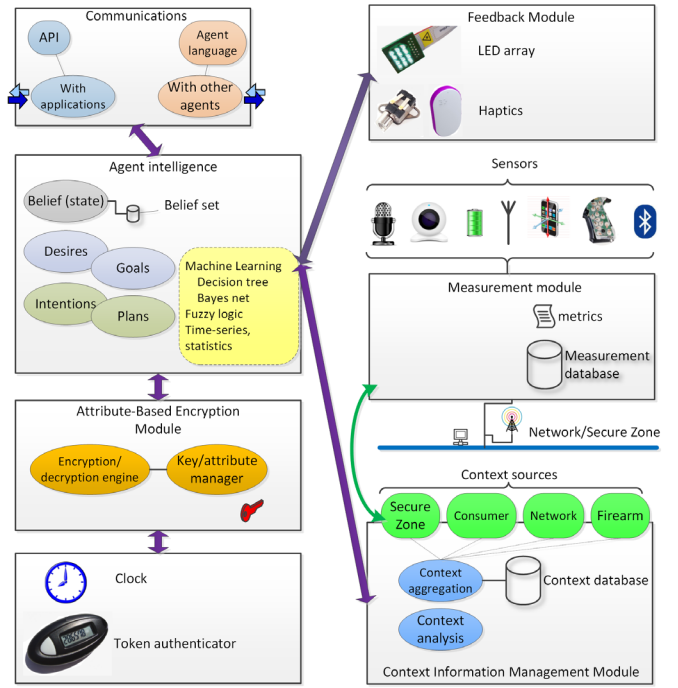 Communications
API
Agent
language
With
applications
With other
agents
Agent intelligence
Belief (state)
Belief set
Desires
Goals
Intentions
Plans
Machine Learning
Decision tree
Bayes net
Fuzzy logic
Time-series,
statistics
Attribute-Based Encryption
Module
Encryption/
decryption engine
Key/attribute
manager
Clock
Token authenticator
Feedback Module
LED array
Haptics
Sensors
Measurement module
metrics
Measurement
database
Network/Secure Zone
Context sources
Secure
Zone
Consumer
Network
Firearm
Context
aggregation
Context database
Context
analysis
Context Information Management Module